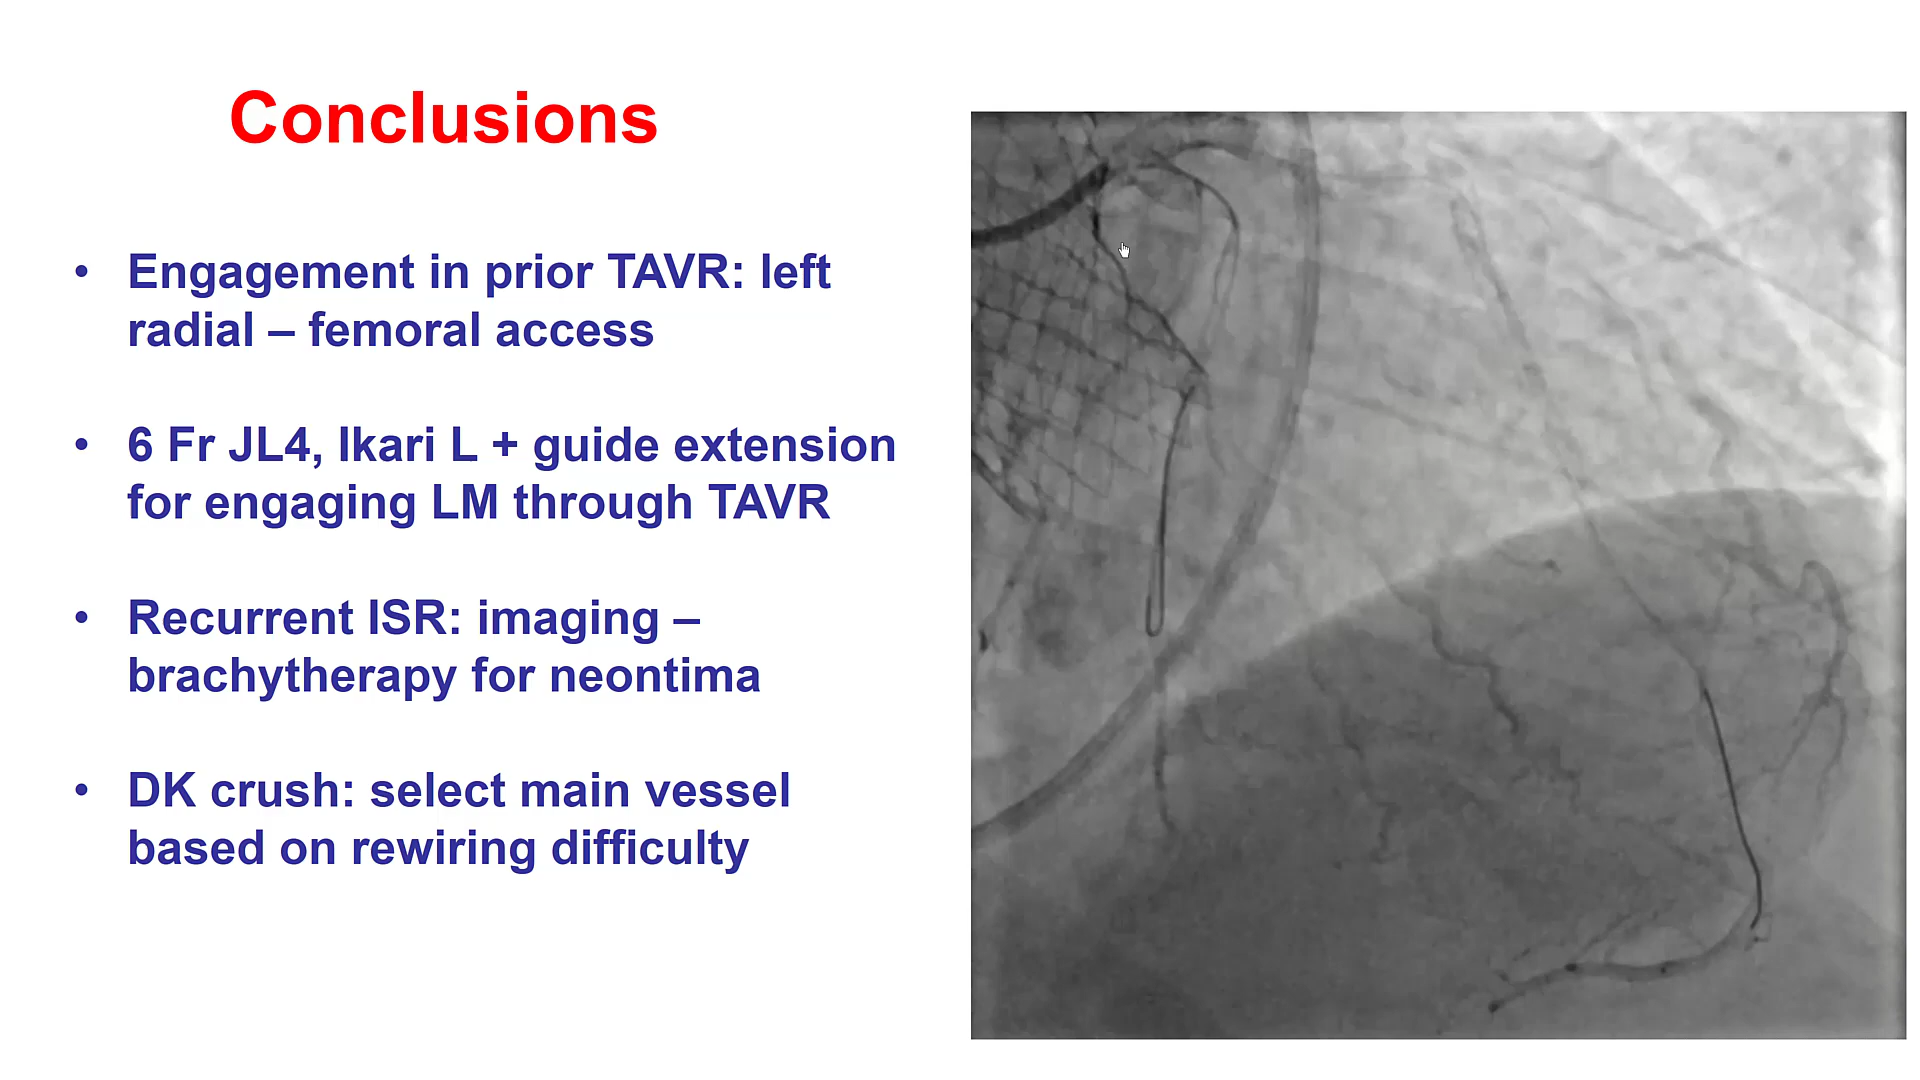 Conclusions
• Engagement in prior TAVR: left
radial – femoral access
• 6 Fr JL4, Ikari L + guide extension
for engaging LM through TAVR
• Recurrent ISR: imaging –
brachytherapy for neontima
• DK crush: select main vessel
based on rewiring difficulty